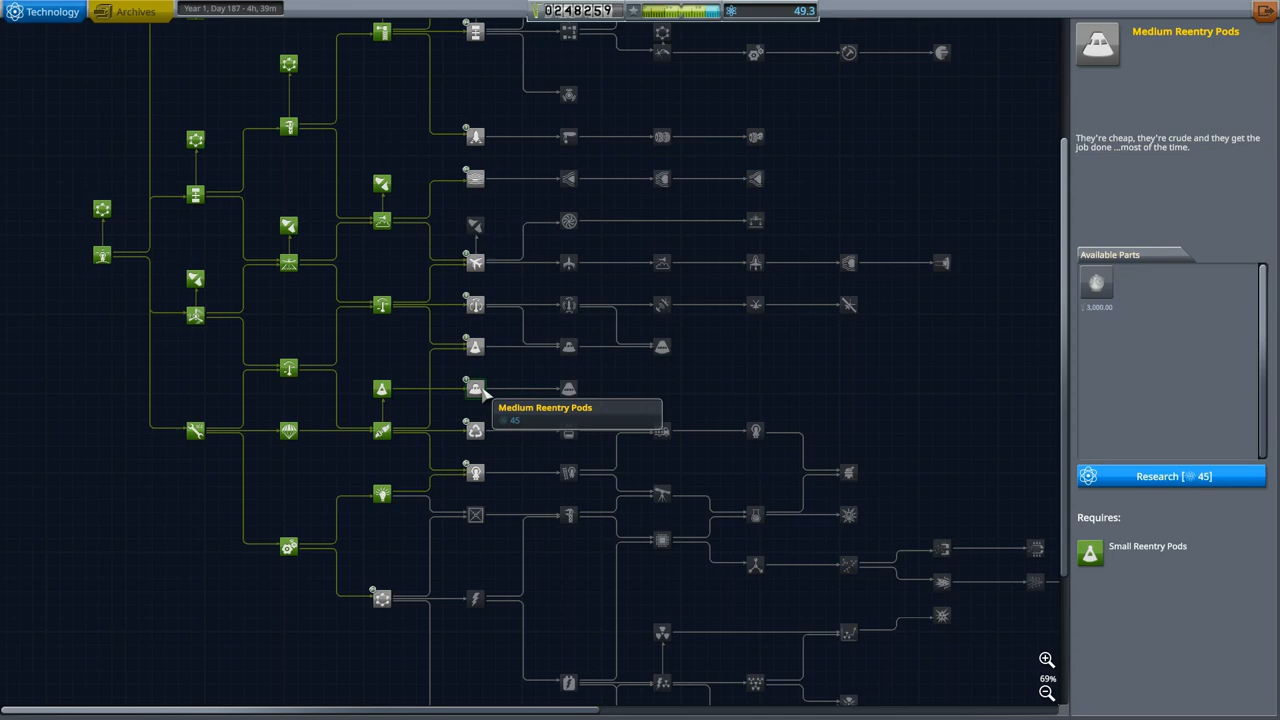 Technology
Archives
Year 1, Day 187 - 4h, 39m
0248259
49.3
Medium Reentry Pods
They're cheap, they're crude and they get the
job done ...most of the time.
Available Parts
3,000.00
Medium Reentry Pods
45
Research [ 45]
Requires:
Small Reentry Pods
69%